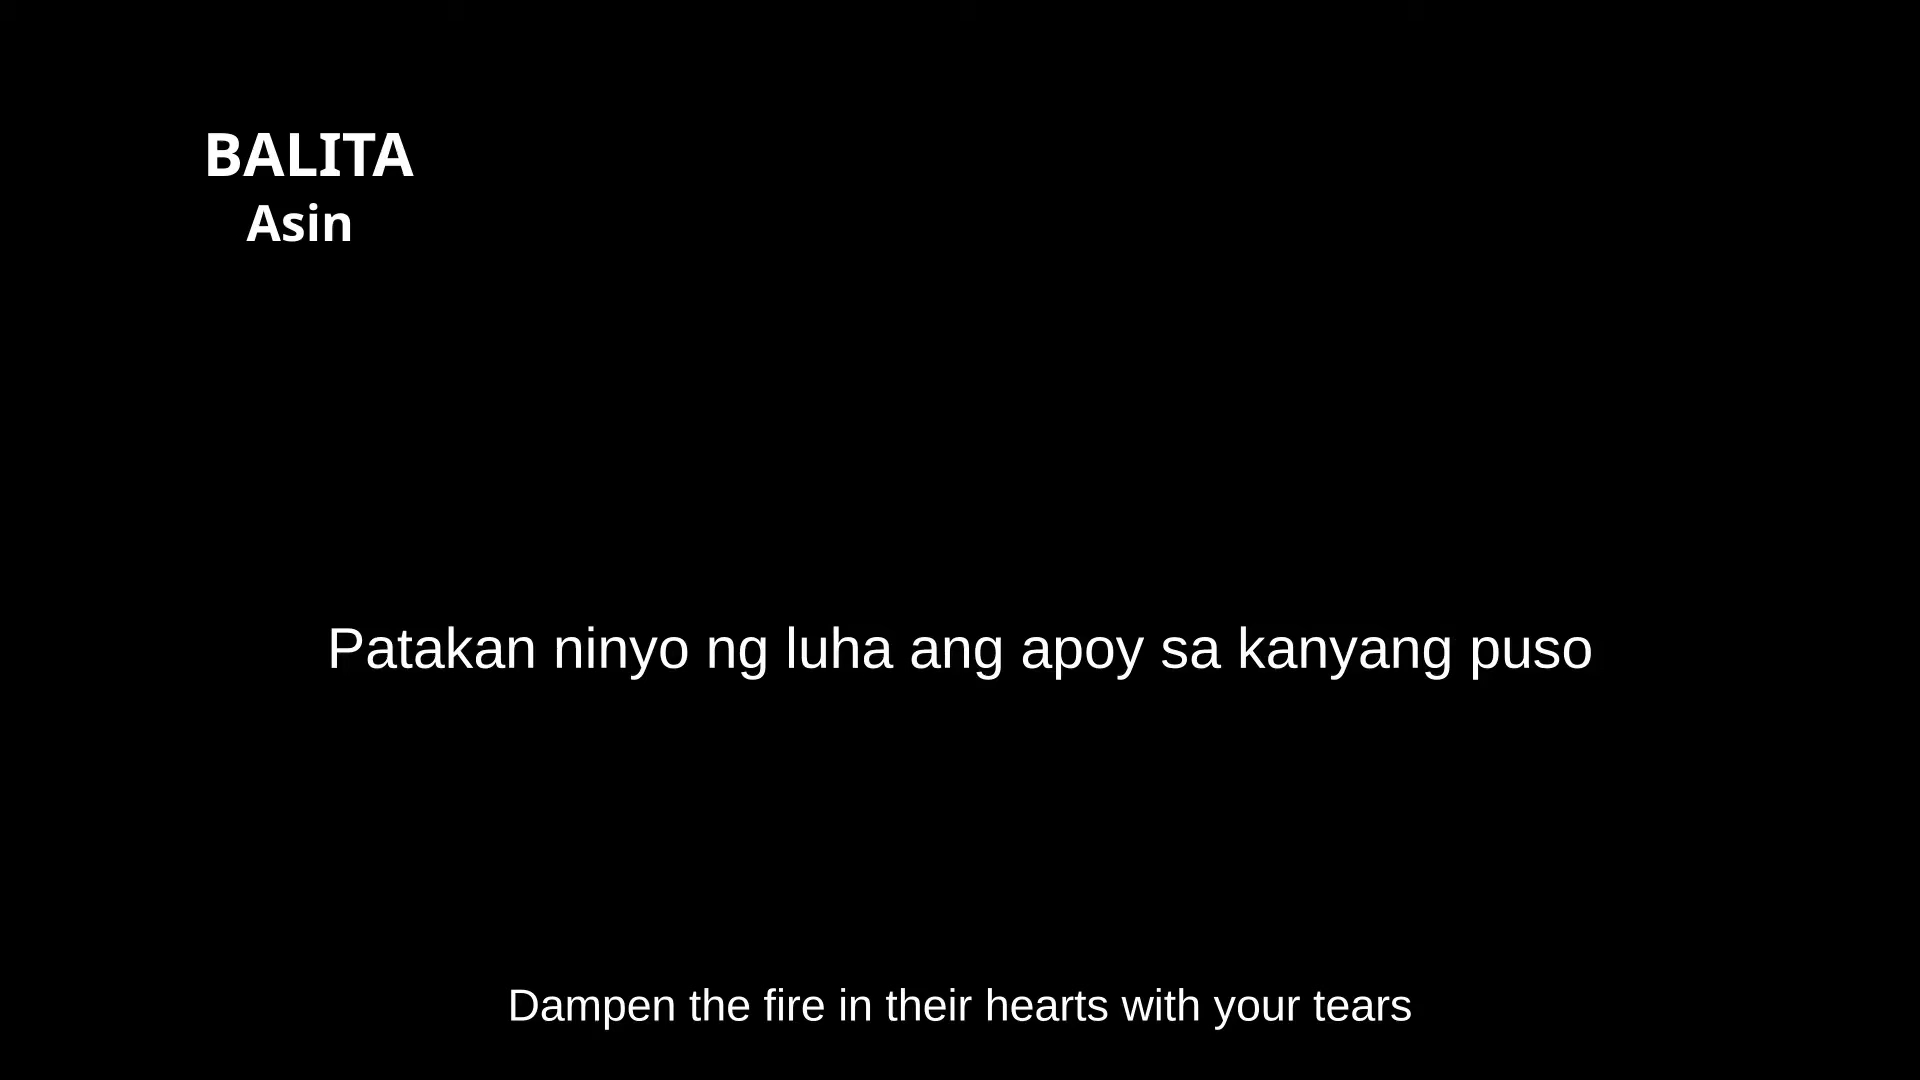 BALITA
Asin
Patakan ninyo ng luha ang apoy sa kanyang puso
Dampen the fire in their hearts with your tears